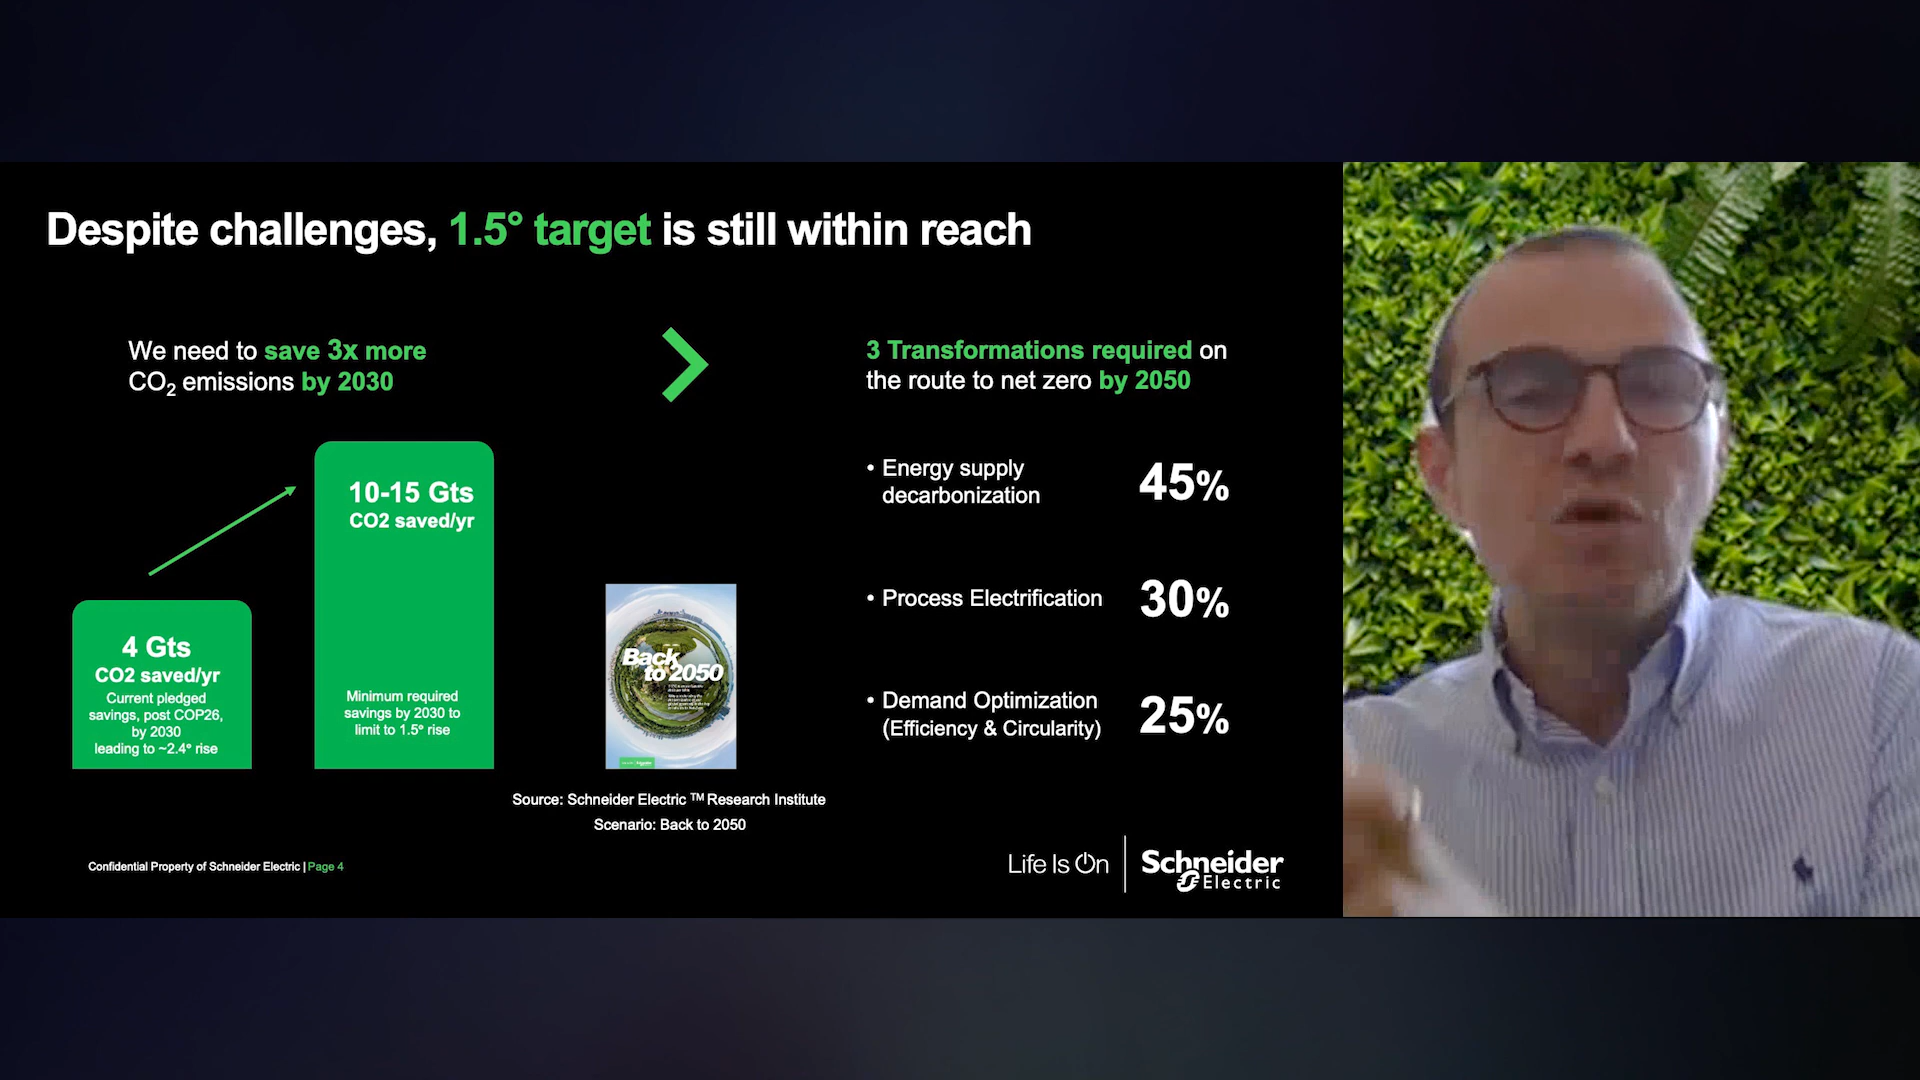 Despite challenges, 1.5° target is still within reach
We need to save 3x more
CO2 emissions by 2030
4 Gts
CO2 saved/yr
Current pledged
savings, post COP26,
by 2030
leading to ~2.4° rise
10-15 Gts
CO2 saved/yr
Minimum required
savings by 2030 to
limit to 1.5° rise
Back
to 2050
Source: Schneider Electric ™ Research Institute
Scenario: Back to 2050
3 Transformations required on
the route to net zero by 2050
• Energy supply
decarbonization
45%
• Process Electrification
30%
• Demand Optimization
(Efficiency & Circularity)
25%
Confidential Property of Schneider Electric | Page 4
Life Is On
Schneider
Electric